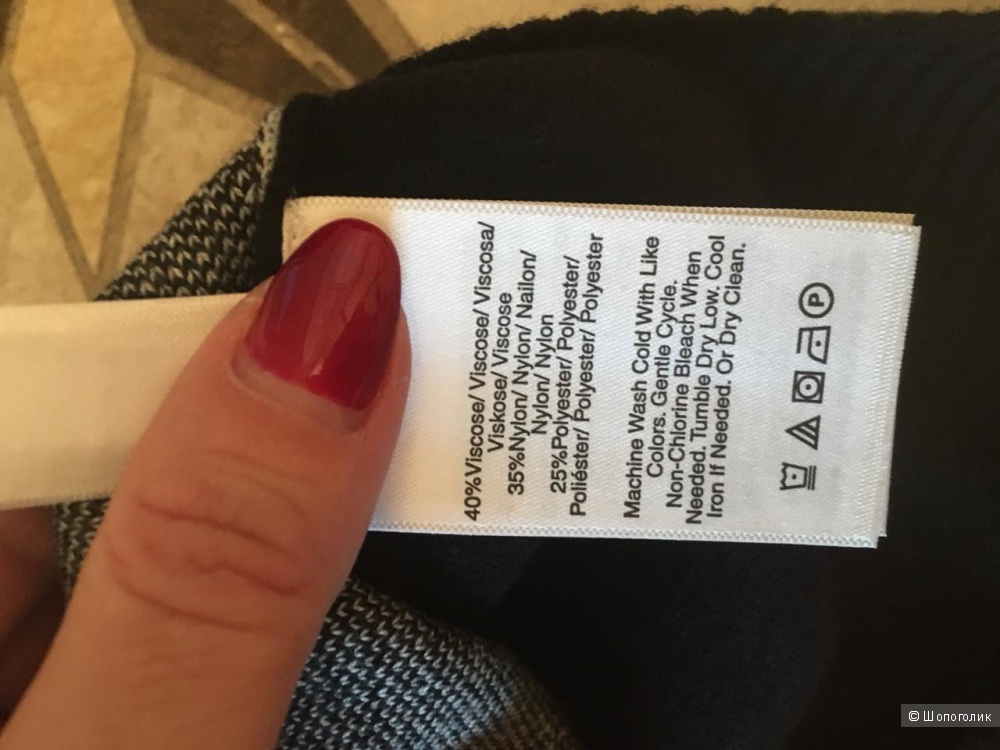 40%Viscose/ Viscose/ Viscosa/
Viskose/ Viscose
35%Nylon/ Nylon/ Nailon/
Nylon/ Nylon
25%Polyester/ Polyester/
Poliéster/ Polyester/ Polyester
Machine Wash Cold With Like
Colors. Gentle Cycle.
Non-Chlorine Bleach When
Needed. Tumble Dry Low. Cool
Iron If Needed. Or Dry Clean.
P
© Шопоголик